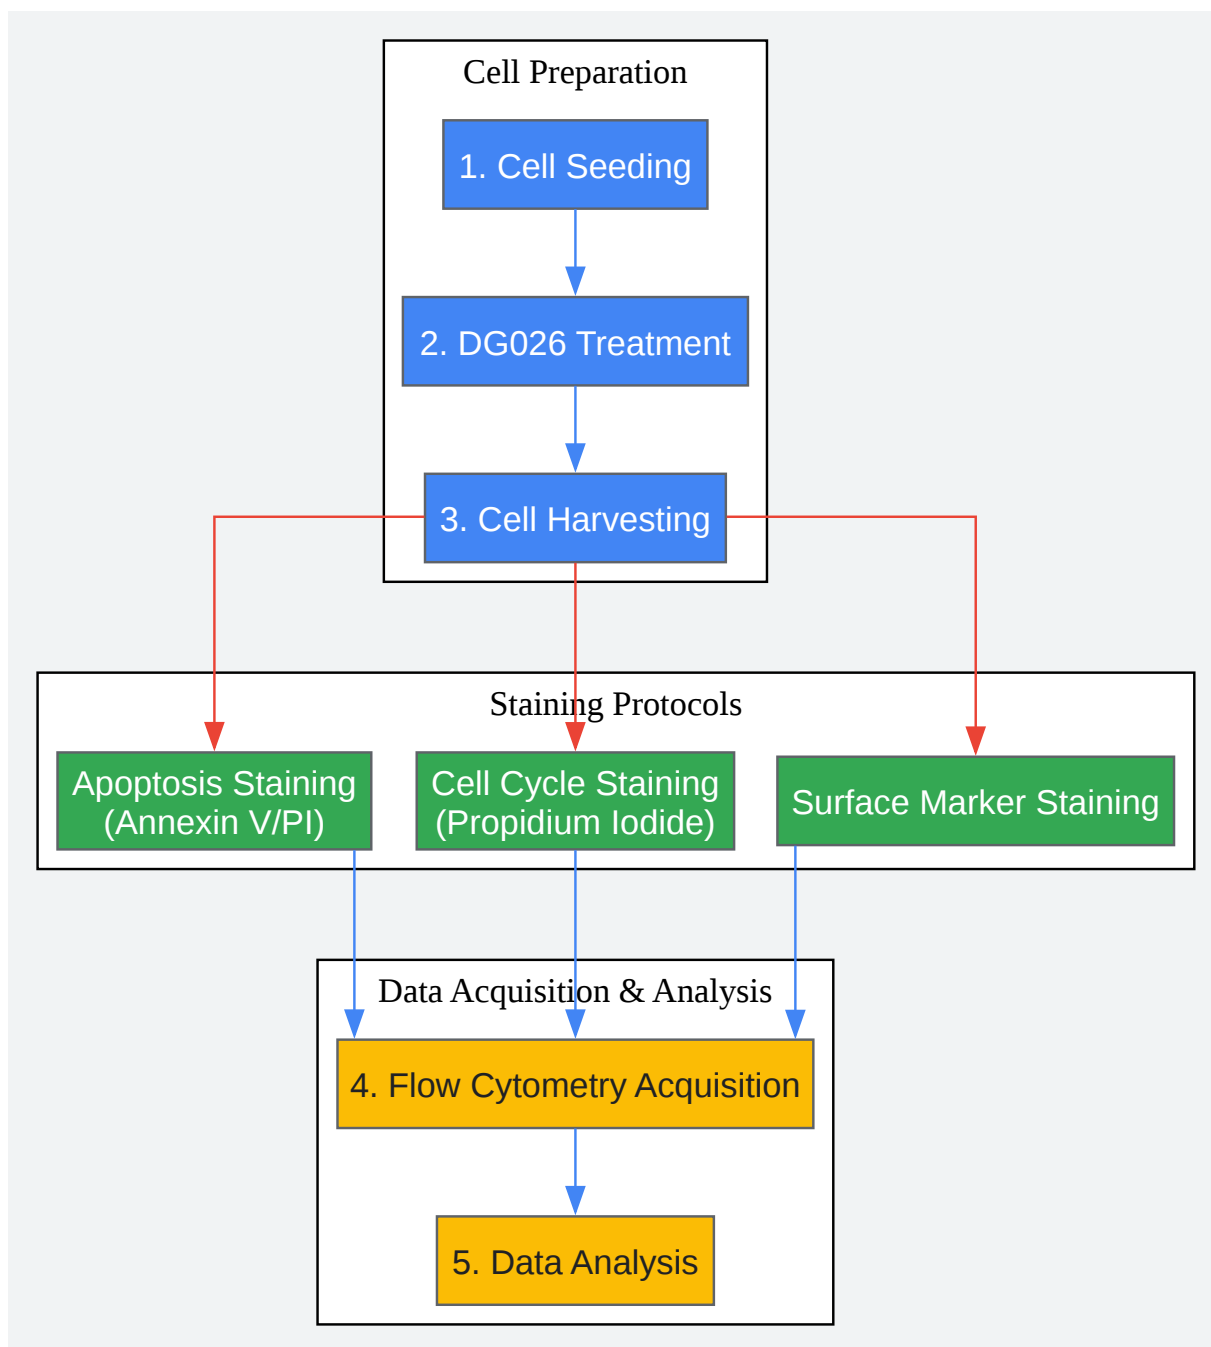 Cell Preparation
1. Cell Seeding
2. DG026 Treatment
3. Cell Harvesting
Staining Protocols
Apoptosis Staining
(Annexin V/PI)
Cell Cycle Staining
(Propidium Iodide)
Surface Marker Staining
Data Acquisition & Analysis
4. Flow Cytometry Acquisition
5. Data Analysis